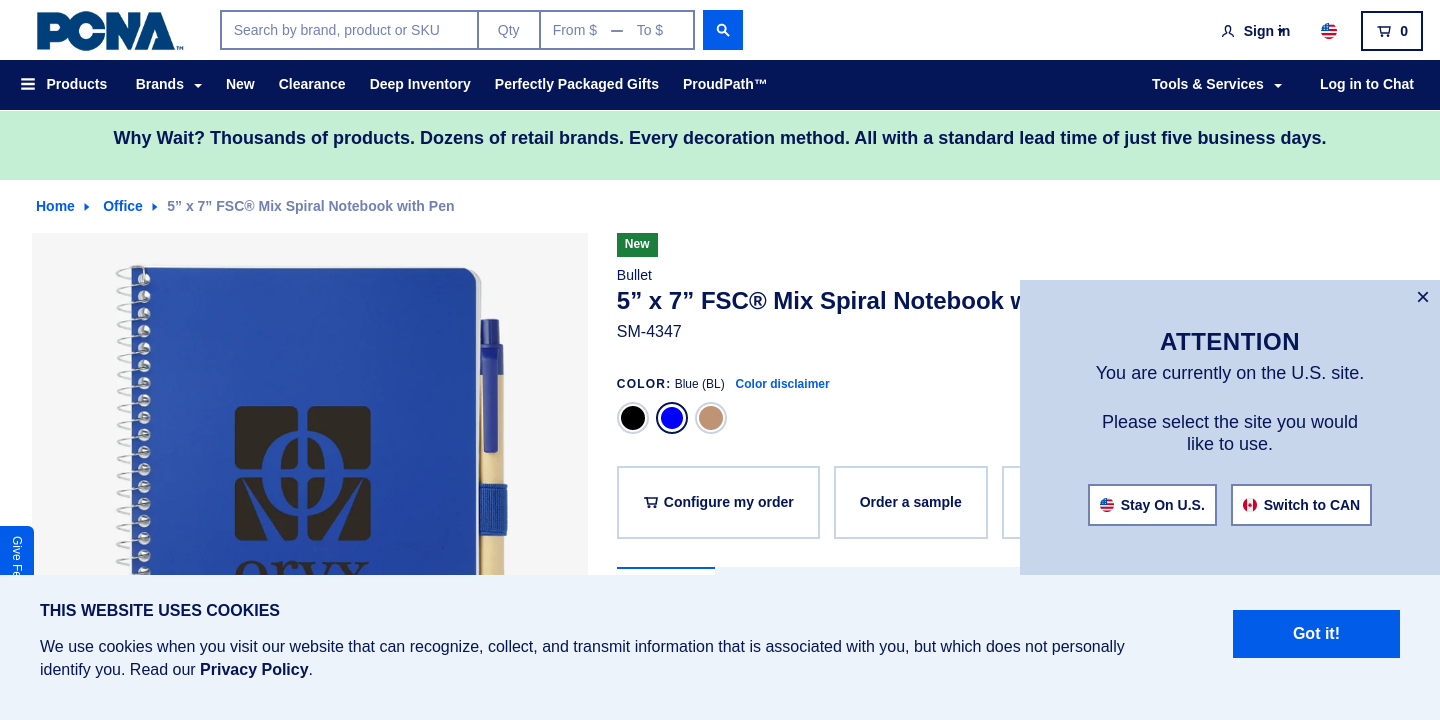 PCNA™
Search by brand, product or SKU
Qty
From $ — To $
Sign in
0
Products
Brands
New
Clearance
Deep Inventory
Perfectly Packaged Gifts
ProudPath™
Tools & Services
Log in to Chat
Why Wait? Thousands of products. Dozens of retail brands. Every decoration method. All with a standard lead time of just five business days.
Home
Office
5” x 7” FSC® Mix Spiral Notebook with Pen
New
Bullet
5” x 7” FSC® Mix Spiral Notebook
SM-4347
COLOR: Blue (BL) Color disclaimer
Configure my order
Order a sample
×
ATTENTION
You are currently on the U.S. site.
Please select the site you would
like to use.
Stay On U.S.
Switch to CAN
oryx
Give
THIS WEBSITE USES COOKIES
We use cookies when you visit our website that can recognize, collect, and transmit information that is associated with you, but which does not personally
identify you. Read our Privacy Policy.
Got it!